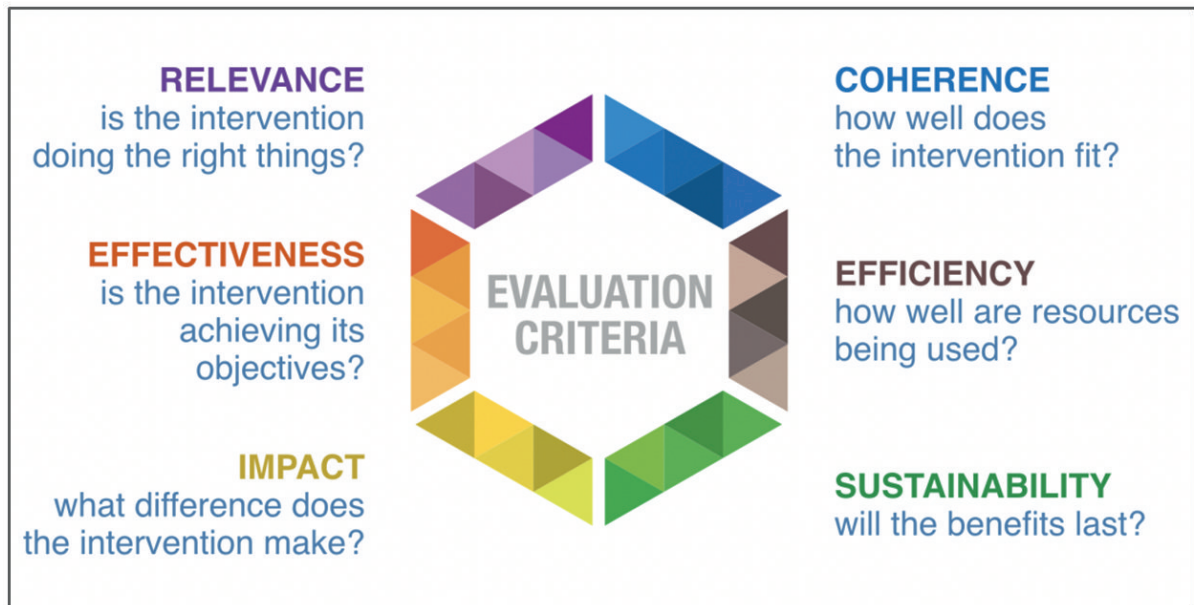 RELEVANCE
is the intervention
doing the right things?
COHERENCE
how well does
the intervention fit?
EFFECTIVENESS
is the intervention
achieving its
objectives?
EVALUATION
CRITERIA
EFFICIENCY
how well are resources
being used?
IMPACT
what difference does
the intervention make?
SUSTAINABILITY
will the benefits last?